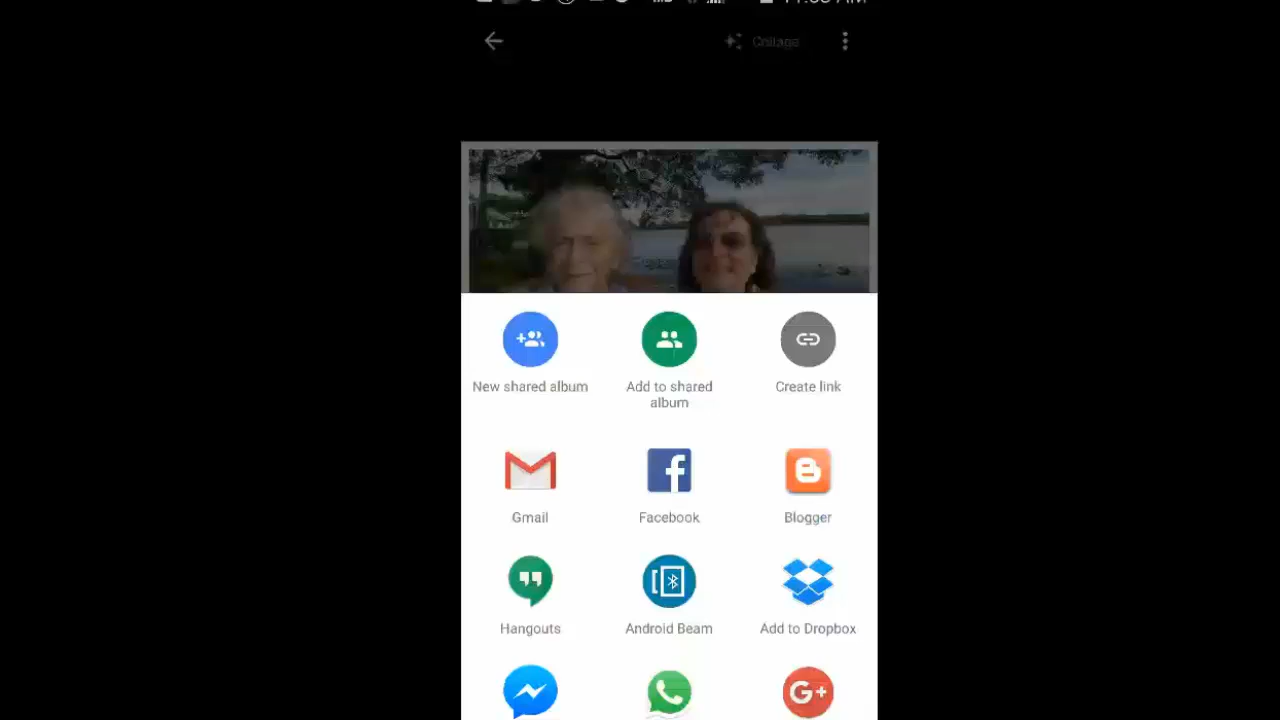 Collage
New shared album
Add to shared
album
Create link
Gmail
Facebook
Blogger
Hangouts
Android Beam
Add to Dropbox
G+